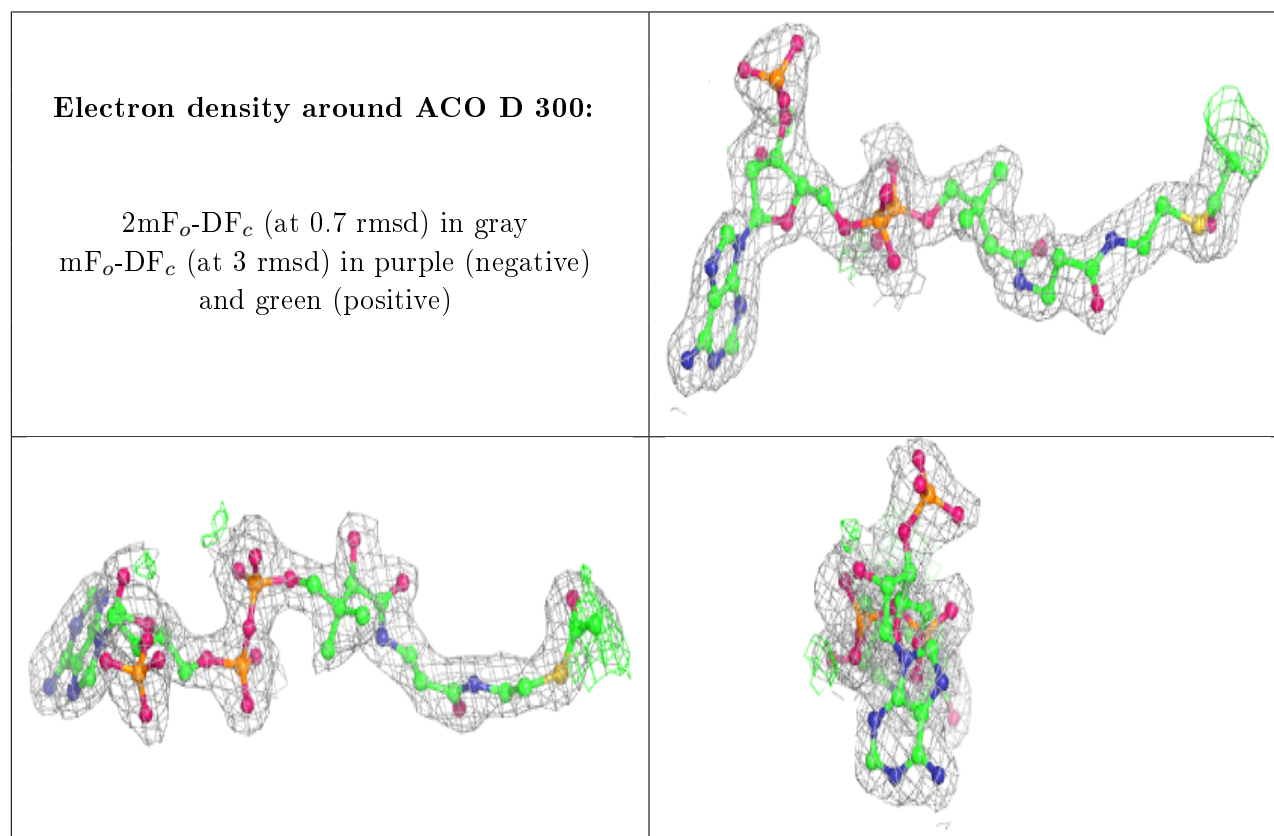 Electron density around ACO D 300:
2mFo-DFc (at 0.7 rmsd) in gray
mFo-DFc (at 3 rmsd) in purple (negative)
and green (positive)